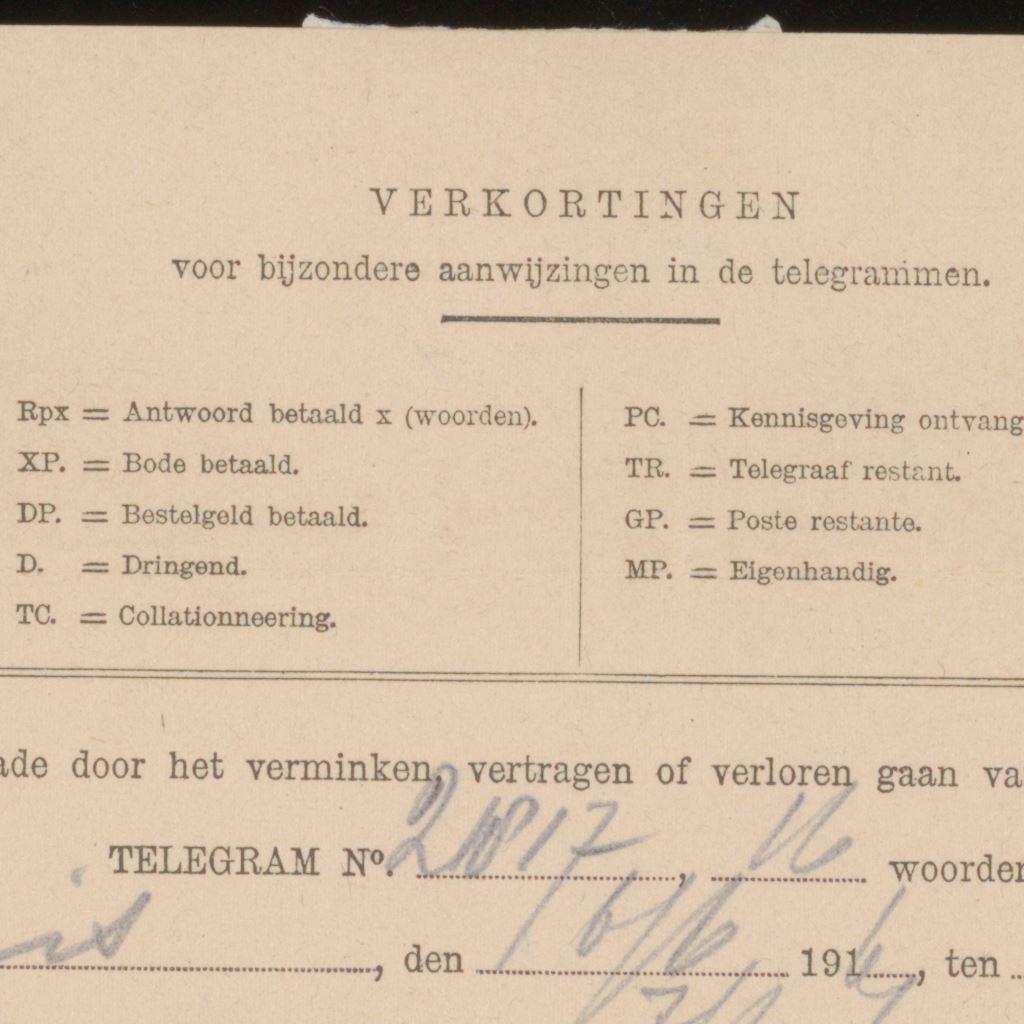 VERKORTINGEN
voor bijzondere aanwijzingen in de telegrammen.
Rpx = Antwoord betaald x (woorden).
XP. = Bode betaald.
DP. = Bestelgeld betaald.
D. = Dringend.
TC. = Collationneering.
PC. = Kennisgeving ontvang
TR. = Telegraaf restant.
GP. = Poste restante.
MP. = Eigenhandig.
ade door het verminken, vertragen of verloren gaan va
TELEGRAM No. , 16 woorden
is , den 191 , ten